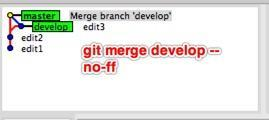 master Merge branch 'develop'
develop edit3
edit2
edit1
git merge develop --
no-ff